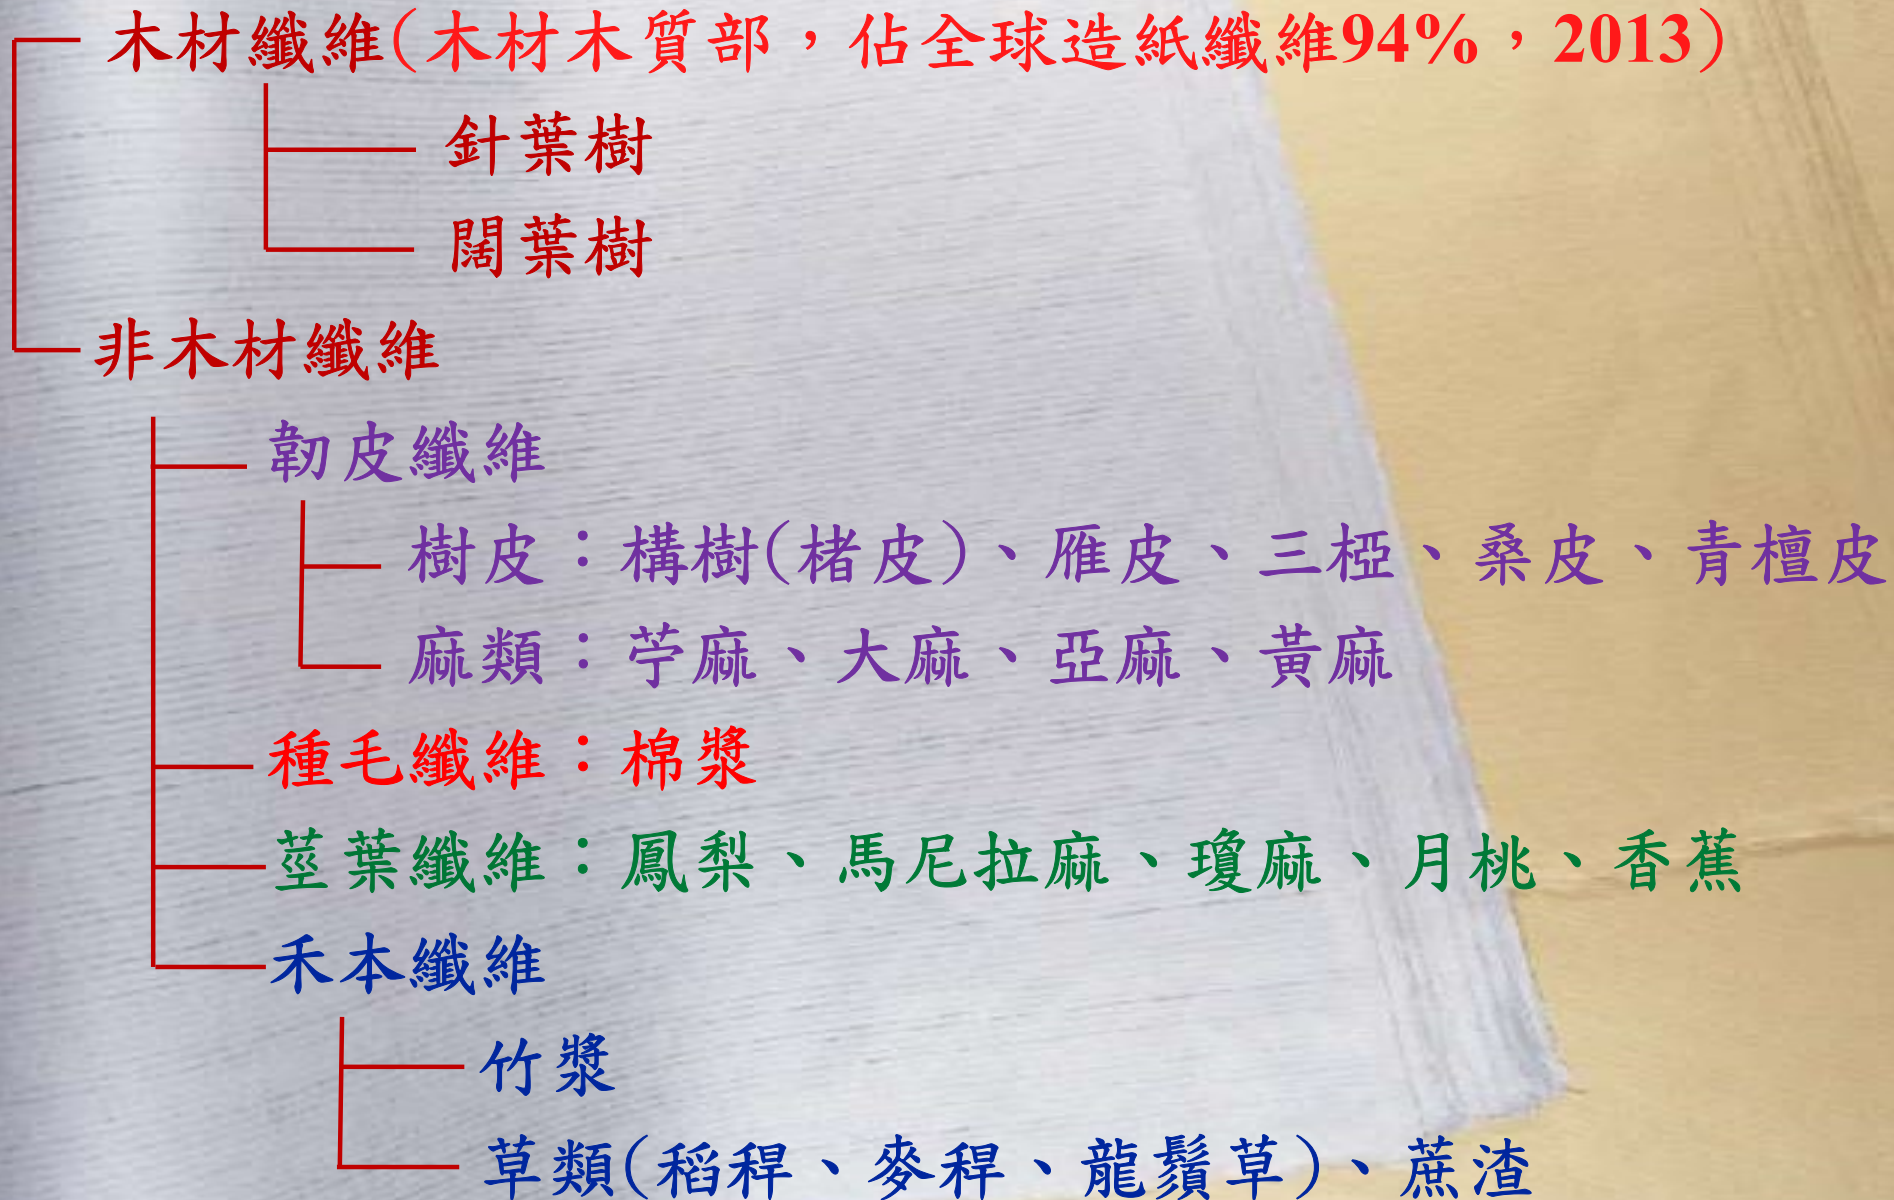 木材纖維(木材木質部，佔全球造紙纖維94%，2013)
針葉樹
闊葉樹
非木材纖維
韌皮纖維
樹皮：構樹(楮皮)、雁皮、三椏、桑皮、青檀皮
麻類：苧麻、大麻、亞麻、黃麻
種毛纖維：棉漿
莖葉纖維：鳳梨、馬尼拉麻、瓊麻、月桃、香蕉
禾本纖維
竹漿
草類(稻稈、麥稈、龍鬚草)、蔗渣